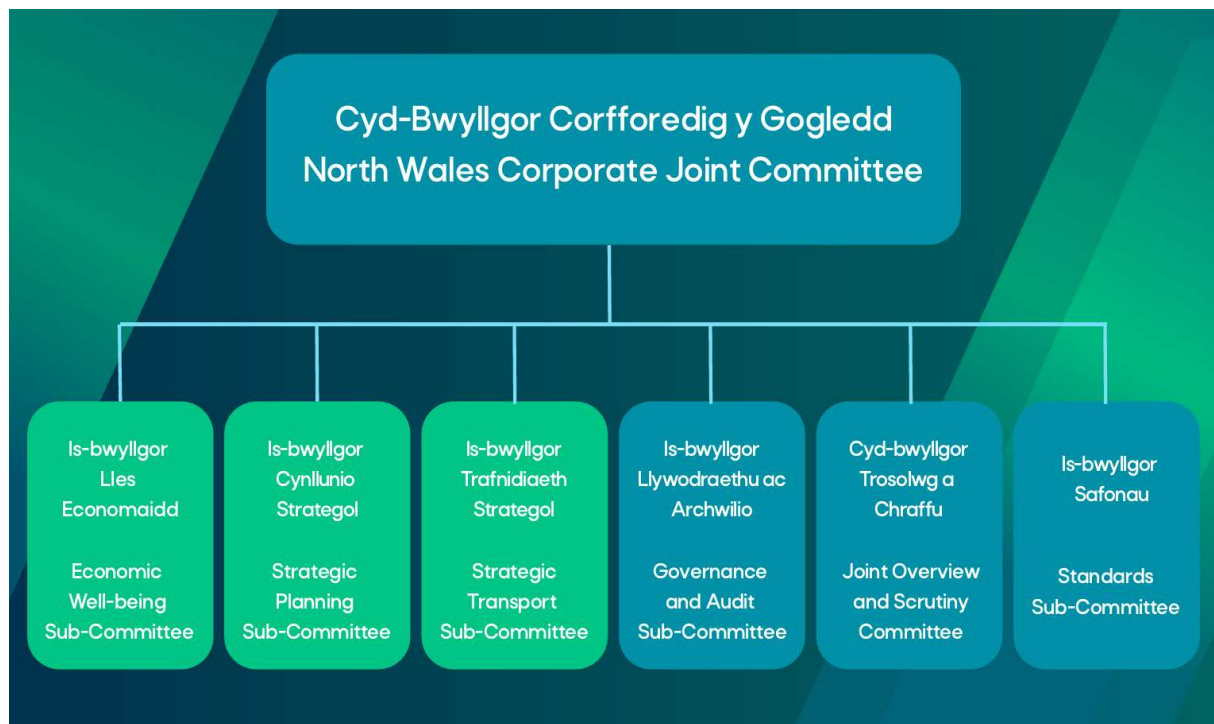 Cyd-Bwyllgor Corfforedig y Gogledd
North Wales Corporate Joint Committee
Is-bwyllgor
Lles
Economaidd
Economic
Well-being
Sub-Committee
Is-bwyllgor
Cynllunio
Strategol
Strategic
Planning
Sub-Committee
Is-bwyllgor
Trafnidiaeth
Strategol
Strategic
Transport
Sub-Committee
Is-bwyllgor
Llywodraethu ac
Archwilio
Governance
and Audit
Sub-Committee
Cyd-bwyllgor
Trosolwg a
Chraffu
Joint Overview
and Scrutiny
Committee
Is-bwyllgor
Safonau
Standards
Sub-Committee